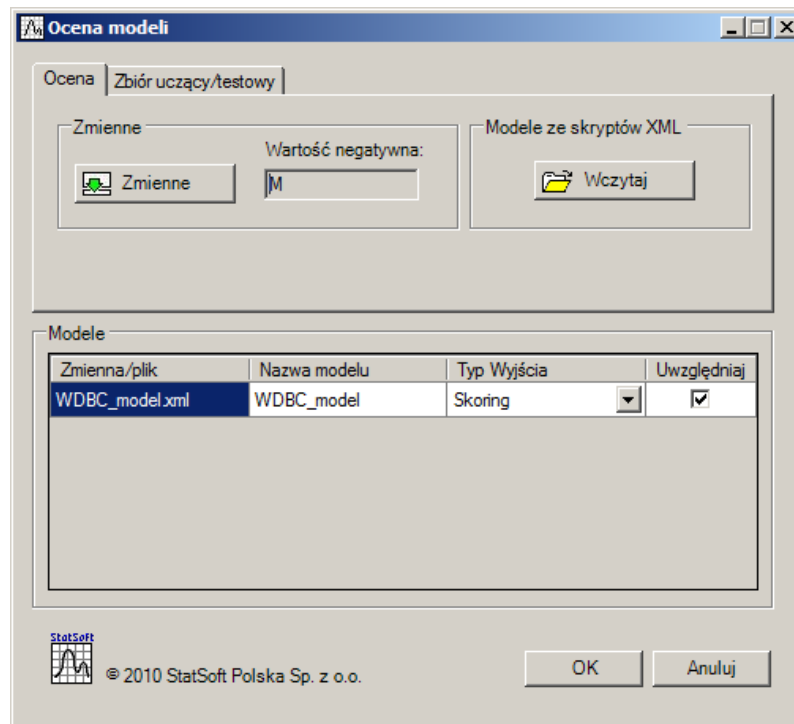 Ocena modeli
Ocena
Zbiór uczący/testowy
Zmienne
Modele ze skryptów XML
Wartość negatywna:
Zmienne
M
Wczytaj
Modele
Zmienna/plik Nazwa modelu Typ Wyjścia Uwzględniaj
WDBC_model.xml WDBC_model Skoring
StatSoft
© 2010 StatSoft Polska Sp. z o.o.
OK
Anuluj